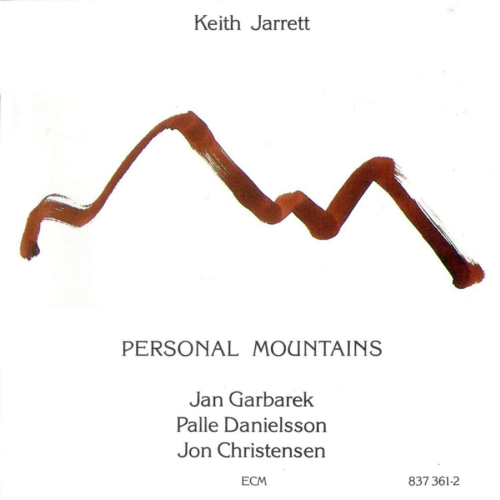 Keith Jarrett
PERSONAL MOUNTAINS
Jan Garbarek
Palle Danielsson
Jon Christensen
ECM 837 361-2